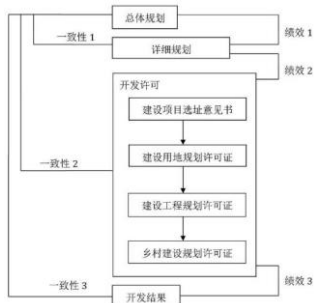 总体规划
一致性 1
绩效 1
详细规划
绩效 2
开发许可
建设项目选址意见书
建设用地规划许可证
一致性 2
建设工程规划许可证
乡村建设规划许可证
绩效 3
一致性 3
开发结果